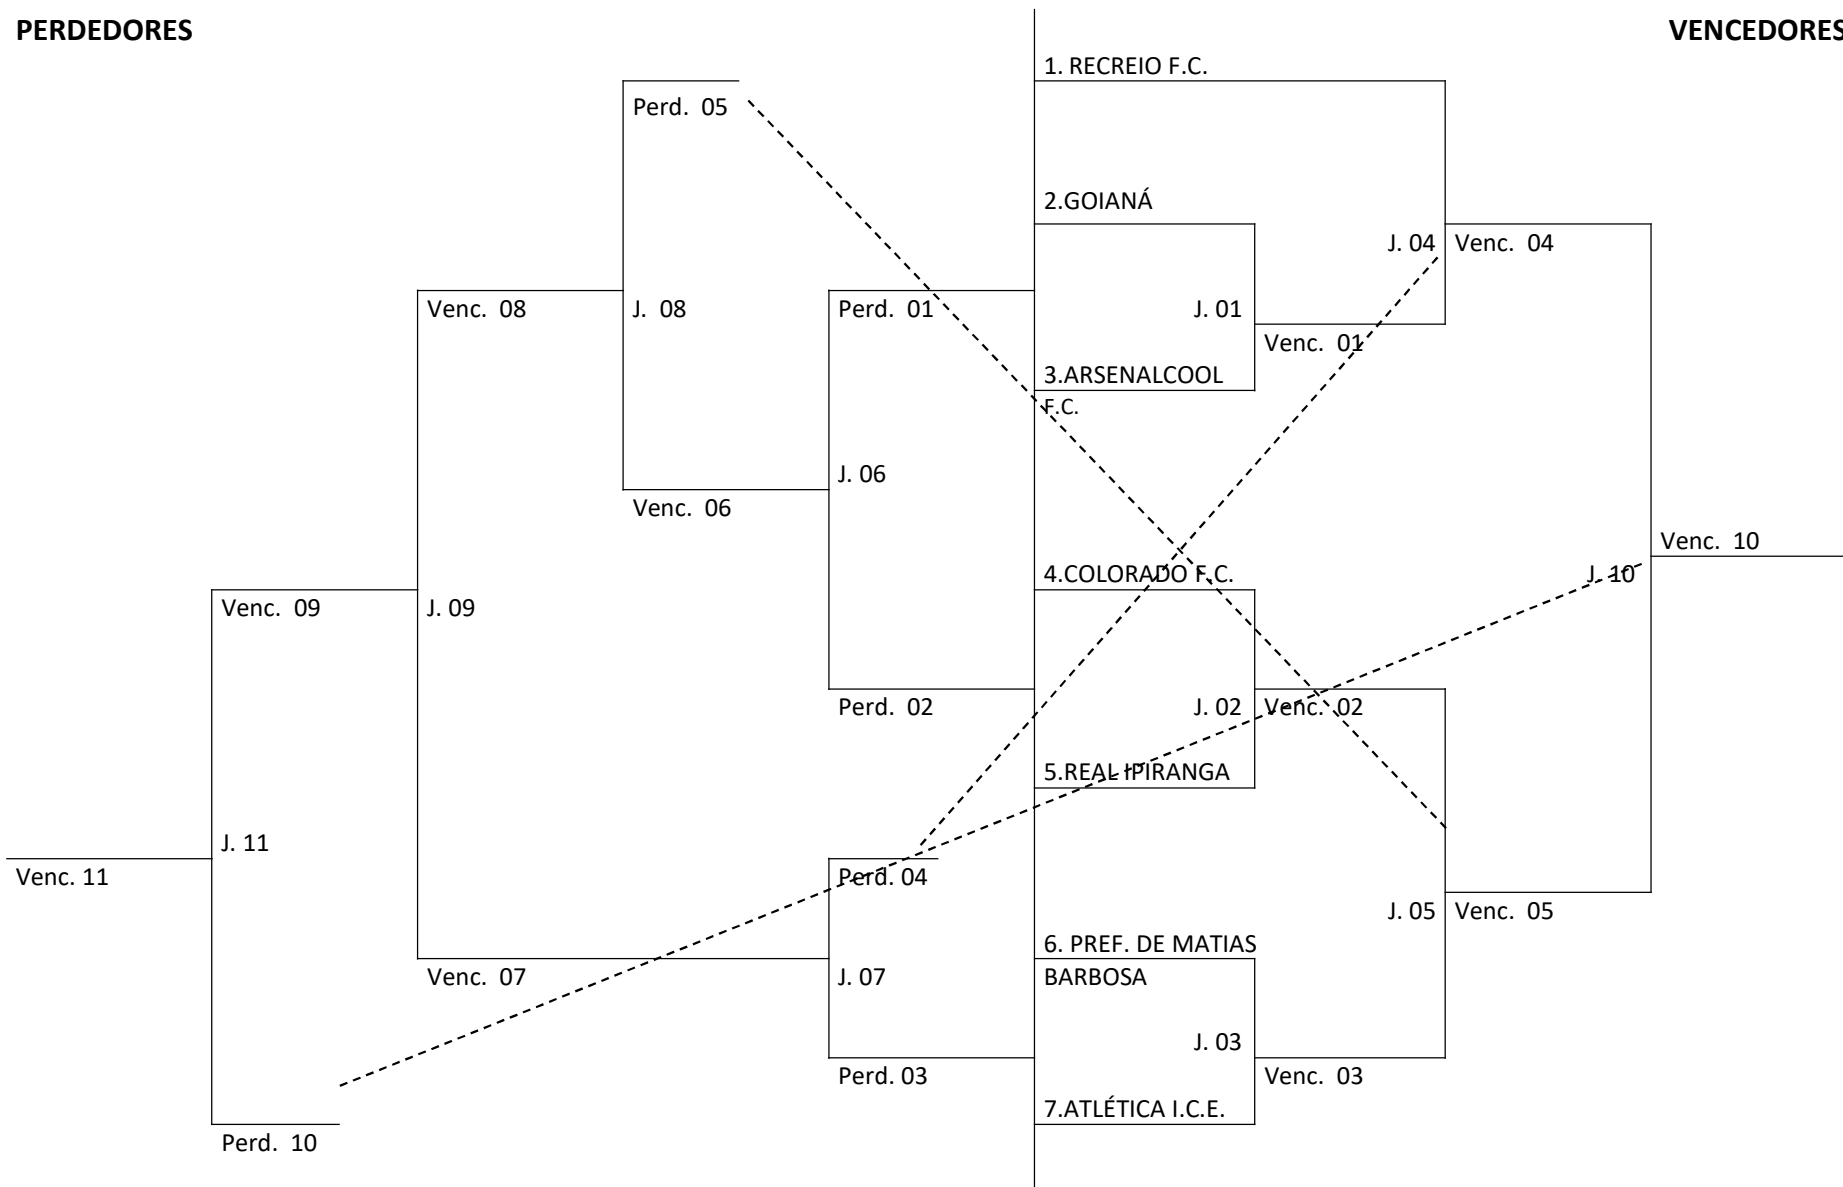 PERDEDORES
VENCEDORES
1. RECREIO F.C.
Perd. 05
2.GOIANÁ
J. 04
Venc. 04
Venc. 08
J. 08
Perd. 01
J. 01
Venc. 01
3.ARSENALCOOL
F.C.
J. 06
Venc. 06
Venc. 10
4.COLORADO F.C.
J. 10
Venc. 09
J. 09
Perd. 02
J. 02
Venc. 02
5.REAL IPIRANGA
J. 11
Venc. 11
Perd. 04
J. 05
Venc. 05
6. PREF. DE MATIAS
BARBOSA
Venc. 07
J. 07
J. 03
Perd. 03
Venc. 03
7.ATLÉTICA I.C.E.
Perd. 10